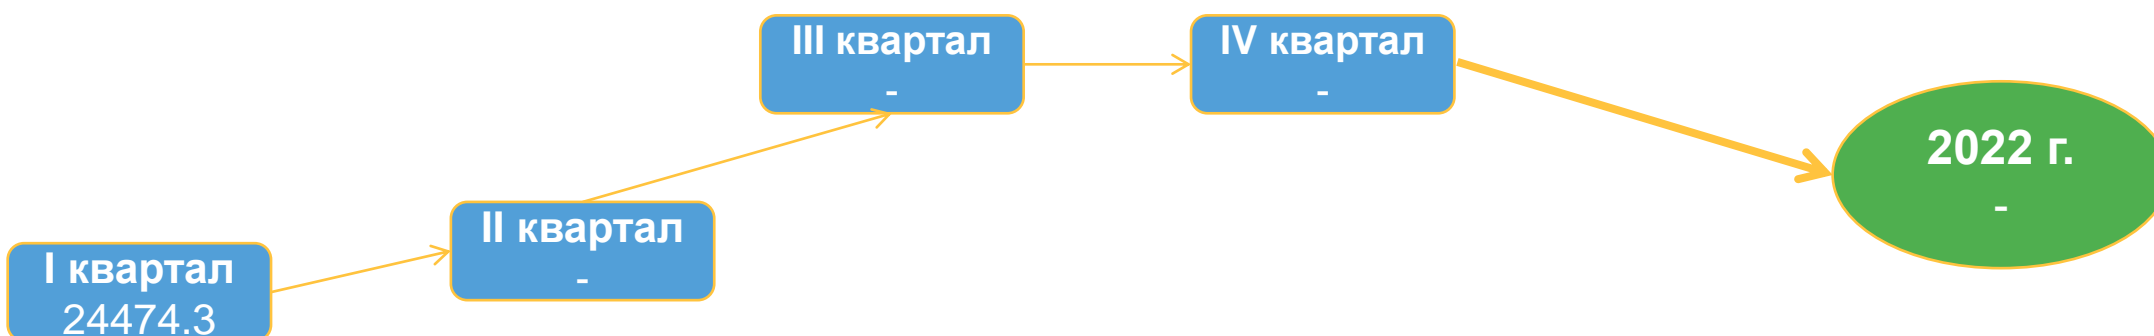 I квартал
24474.3
II квартал
-
III квартал
-
IV квартал
-
2022 г.
-